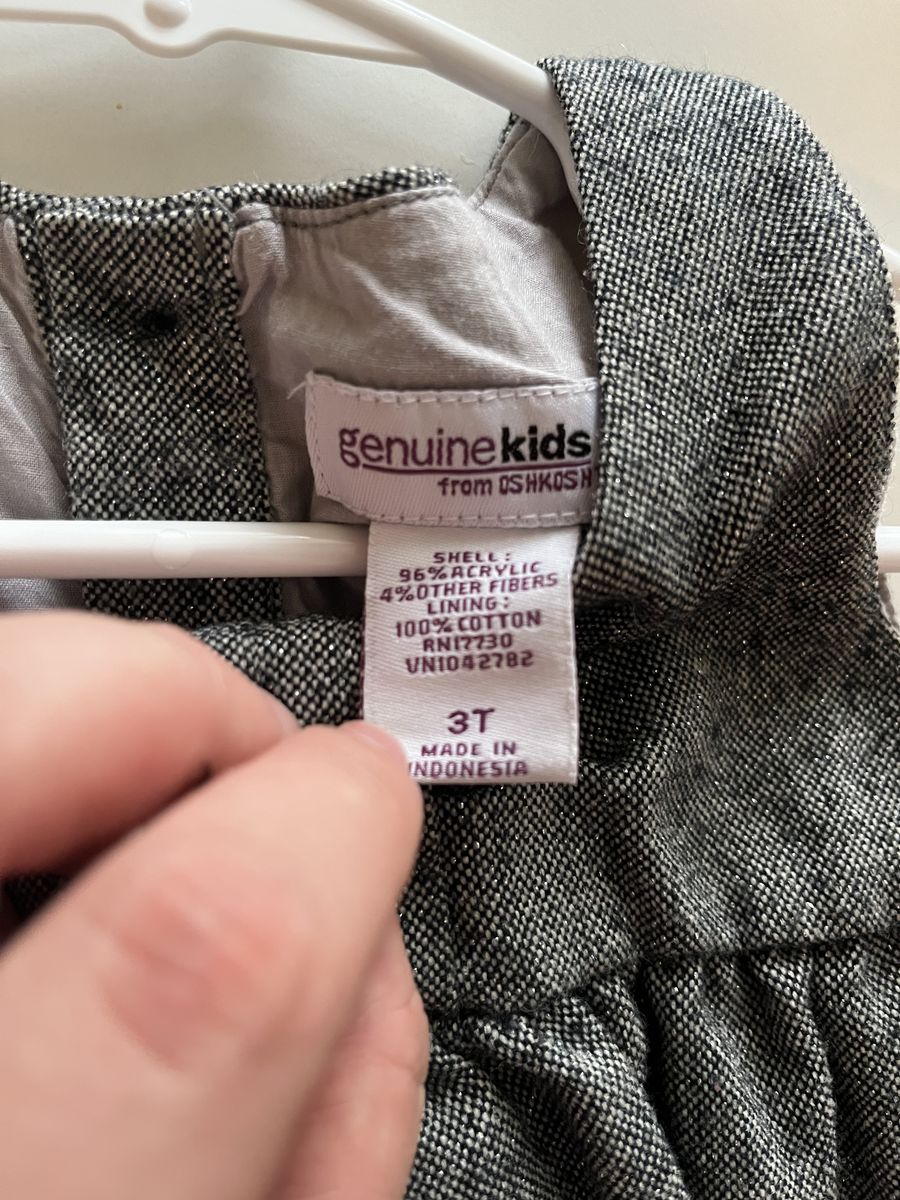 genuinekids
from OSHKOSH
SHELL:
96%ACRYLIC
4%OTHER FIBERS
LINING:
100%COTTON
RN17730
VN1042782
3T
MADE IN
INDONESIA